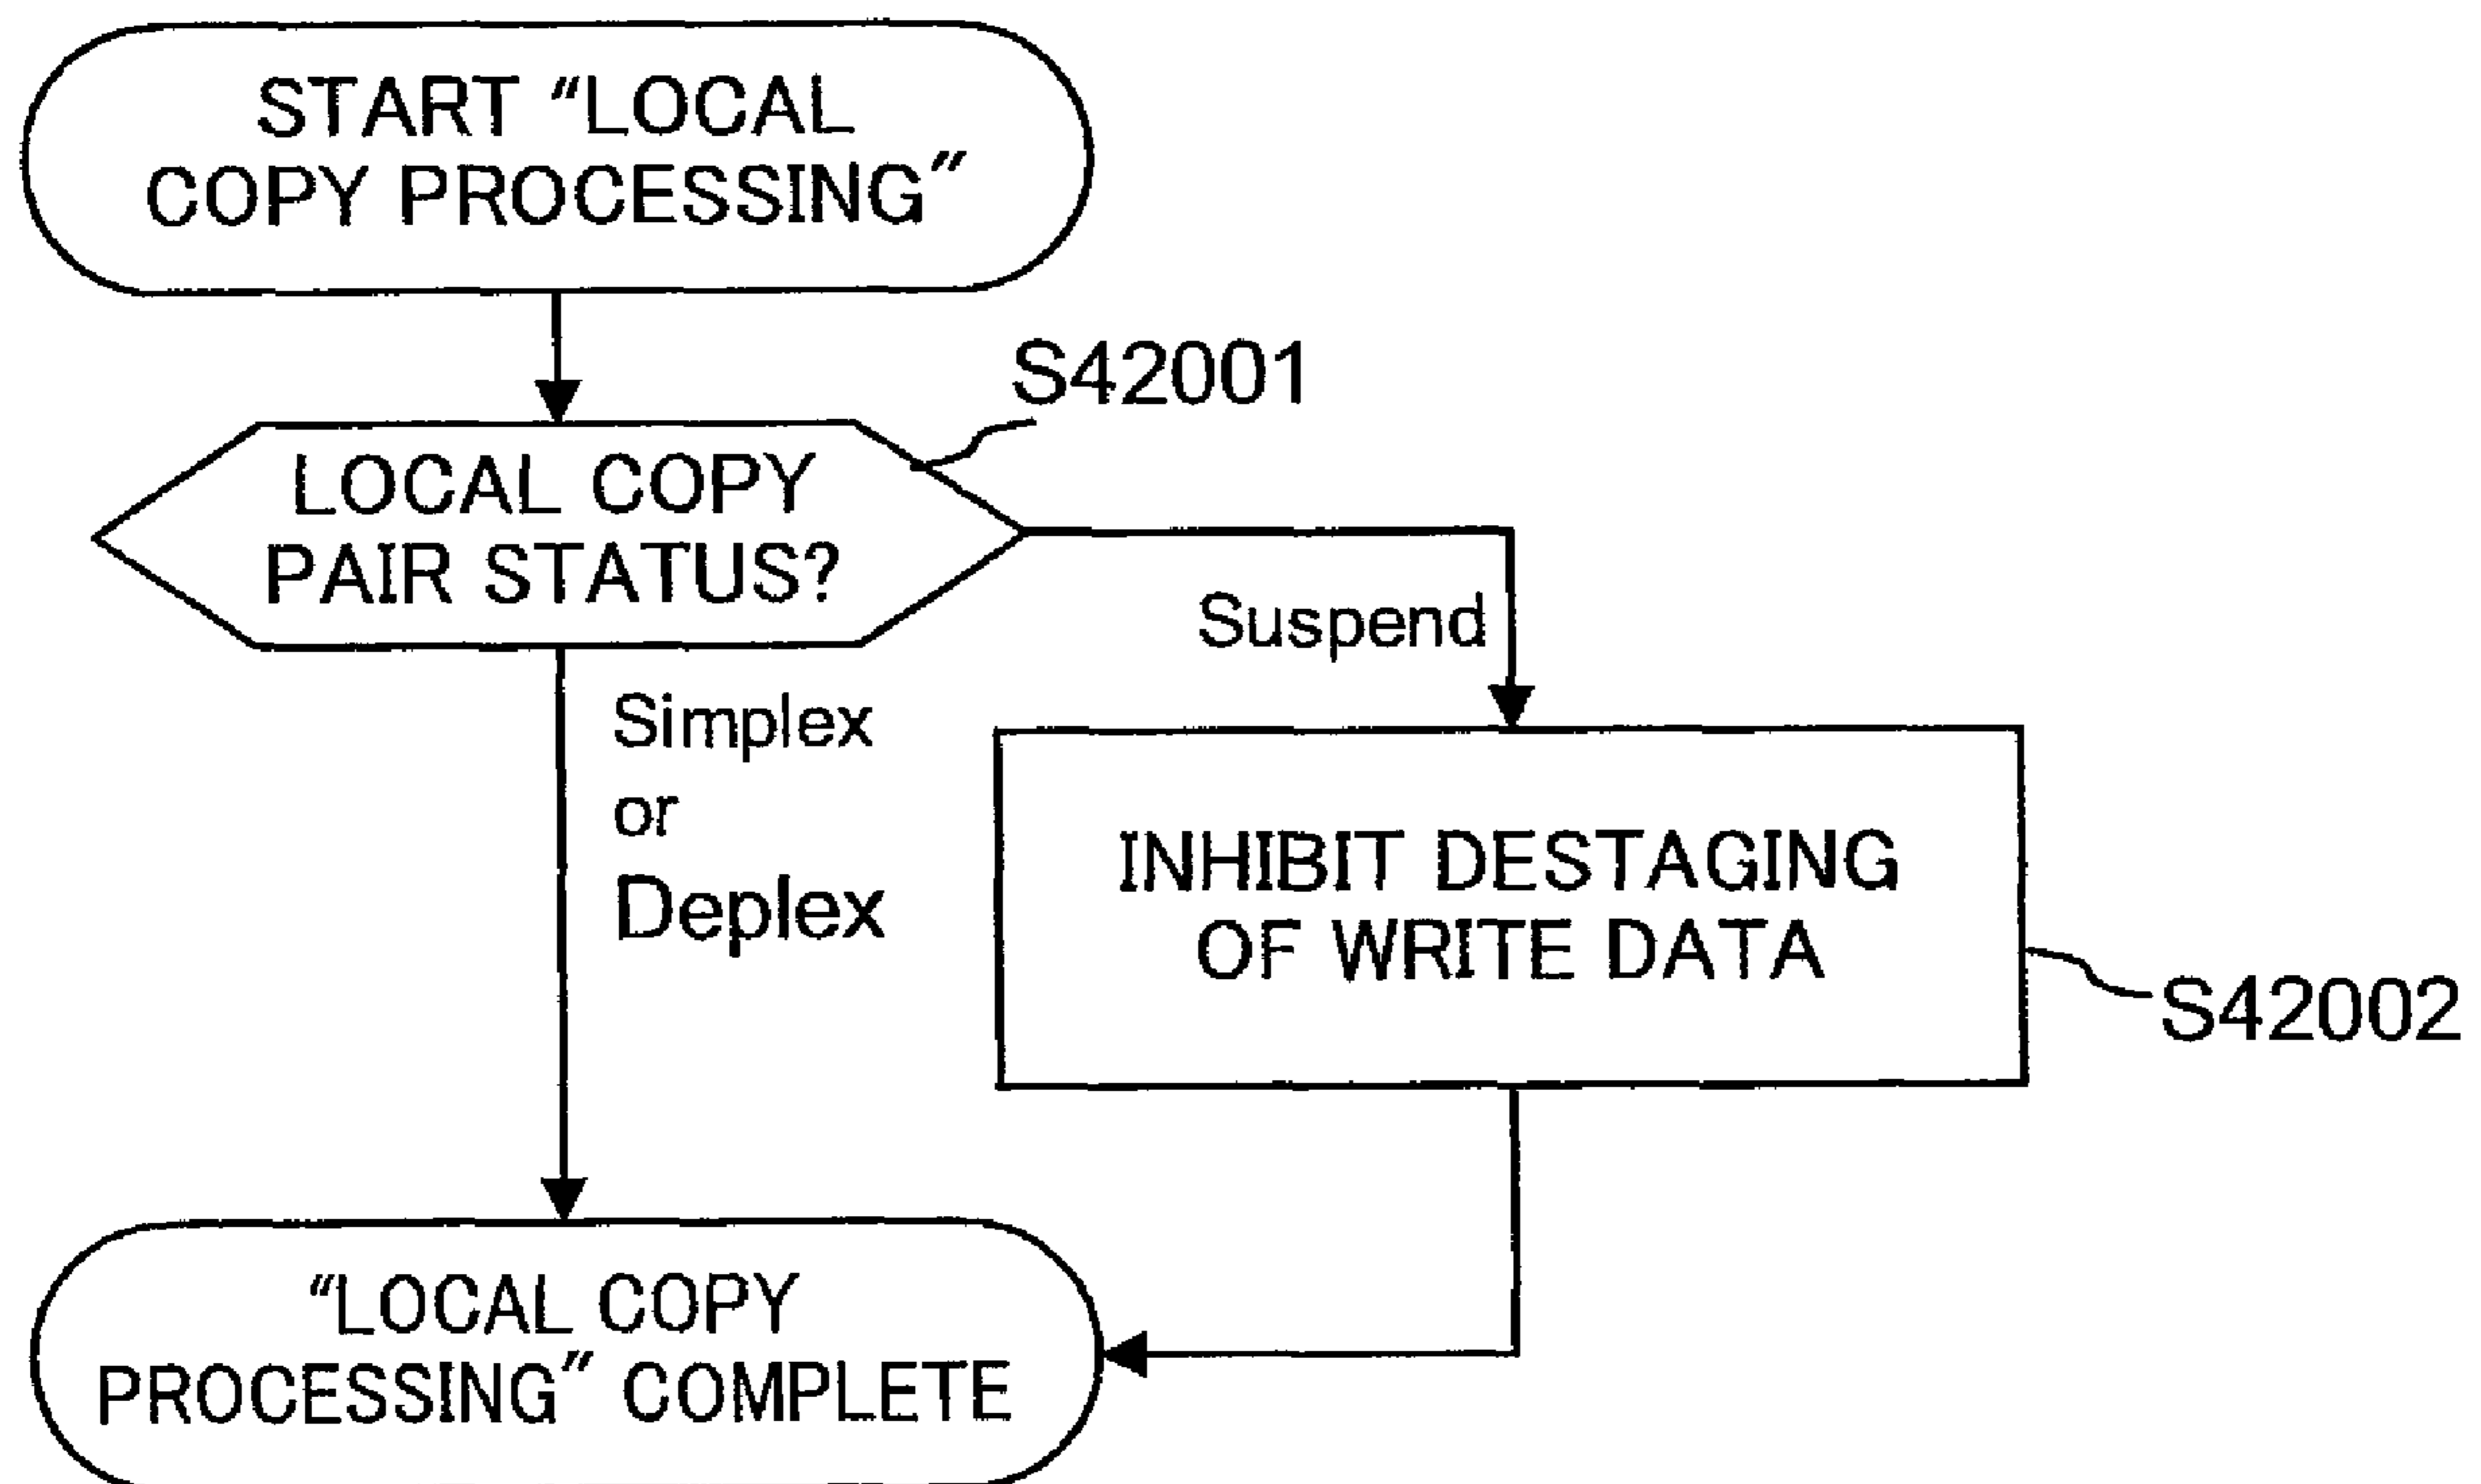 START “LOCAL
COPY PROCESSING”
S42001
LOCAL COPY
PAIR STATUS?
Suspend
Simplex
or
Deplex
INHIBIT DESTAGING
OF WRITE DATA
S42002
“LOCAL COPY
PROCESSING” COMPLETE